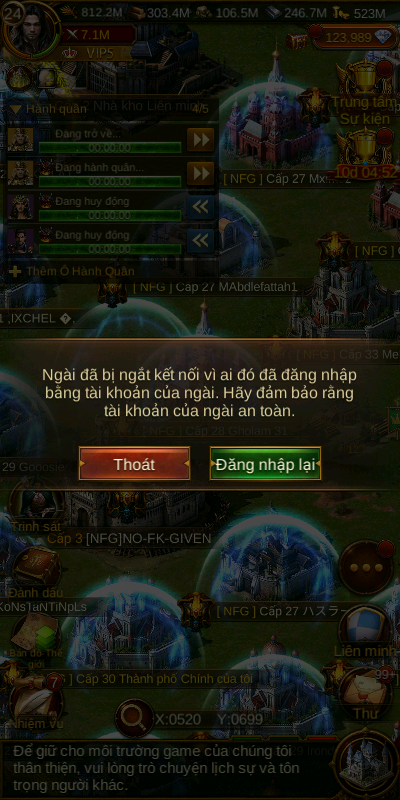 24
812.2M
303.4M
106.5M
246.7M
523M
7.1M
VIP5
123,989
Hành quân
Nhà kho Liên minh
4/5
Trung tâm
Sự kiện
Đang trở về...
00:00:00
Đang hành quân...
00:00:00
10d 04:52
[ NFG ] Cấp 27
Đang huy động
00:00:00
Đang huy động
00:00:00
[ NFG ]
Thêm Ô Hành Quân
[ NFG ] Cấp 27 MAbdlefattah1
,IXCHEL �
Cấp 33
Ngài đã bị ngắt kết nối vì ai đó đã đăng nhập
bằng tài khoản của ngài. Hãy đảm bảo rằng
tài khoản của ngài an toàn.
Thoát
Đăng nhập lại
Trinh sát
Cấp 3 [NFG]NO-FK-GIVEN
Đánh dấu
KoNsTaNTiNpLs
[ NFG ] Cấp 27 ハスラー
Bản đồ Thế
giới
Liên minh
7
] Cấp 30 Thành phố Chính của tôi
99+
Nhiệm vụ
X:0520
Y:0699
Thư
Để giữ cho môi trường game của chúng tôi
thân thiện, vui lòng trò chuyện lịch sự và tôn
trọng người khác.